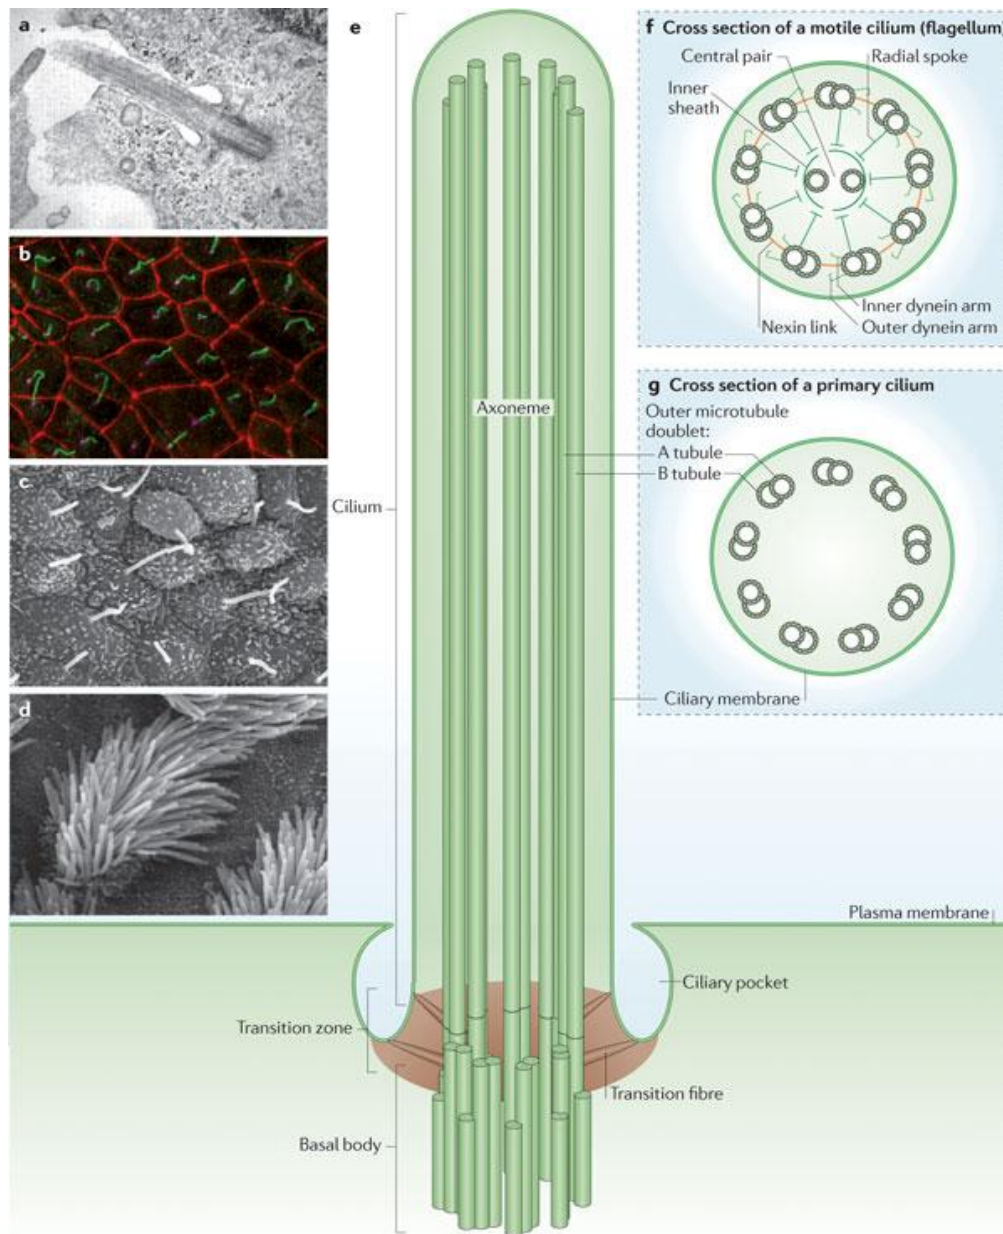 a
b
c
d
e
Cilium
Axoneme
Transition zone
Basal body
Transition fibre
Ciliary pocket
Plasma membrane
f Cross section of a motile cilium (flagellum)
Central pair
Radial spoke
Inner
sheath
Inner dynein arm
Nexin link
Outer dynein arm
g Cross section of a primary cilium
Outer microtubule
doublet:
A tubule
B tubule
Ciliary membrane